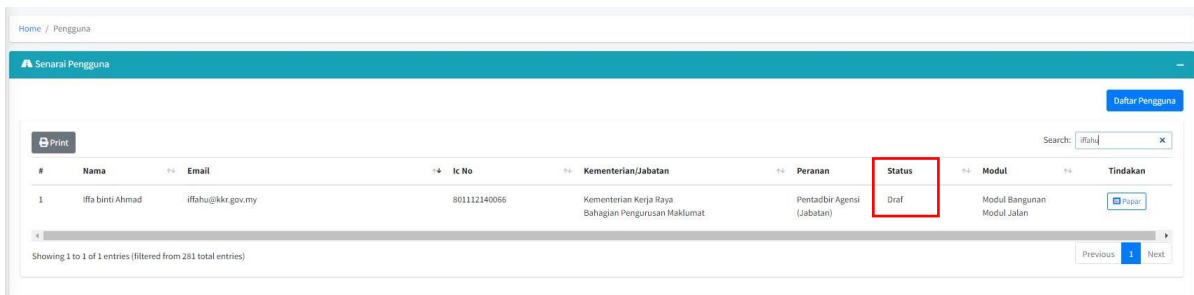 Home / Pengguna
Senarai Pengguna
Daftar Pengguna
Print
Search: iffahu
# Nama Email Ic No Kementerian/Jabatan Peranan Status Modul Tindakan
1 Iffa binti Ahmad iffahu@kkr.gov.my 801112140066 Kementerian Kerja Raya Pentadbir Agensi Draf Modul Bangunan Papar
Bahagian Pengurusan Maklumat (Jabatan) Modul Jalan
Showing 1 to 1 of 1 entries (filtered from 281 total entries)
Previous 1 Next